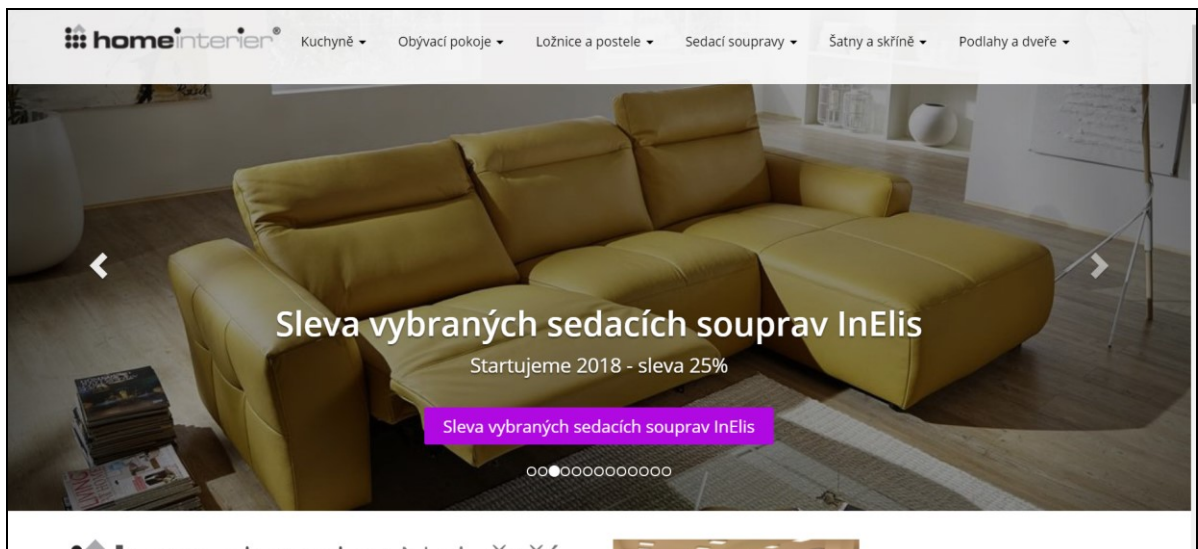 homeinterier®
Kuchyně
Obývací pokoje
Ložnice a postele
Sedací soupravy
Šatny a skříně
Podlahy a dveře
Sleva vybraných sedacích souprav InElis
Startujeme 2018 - sleva 25%
Sleva vybraných sedacích souprav InElis